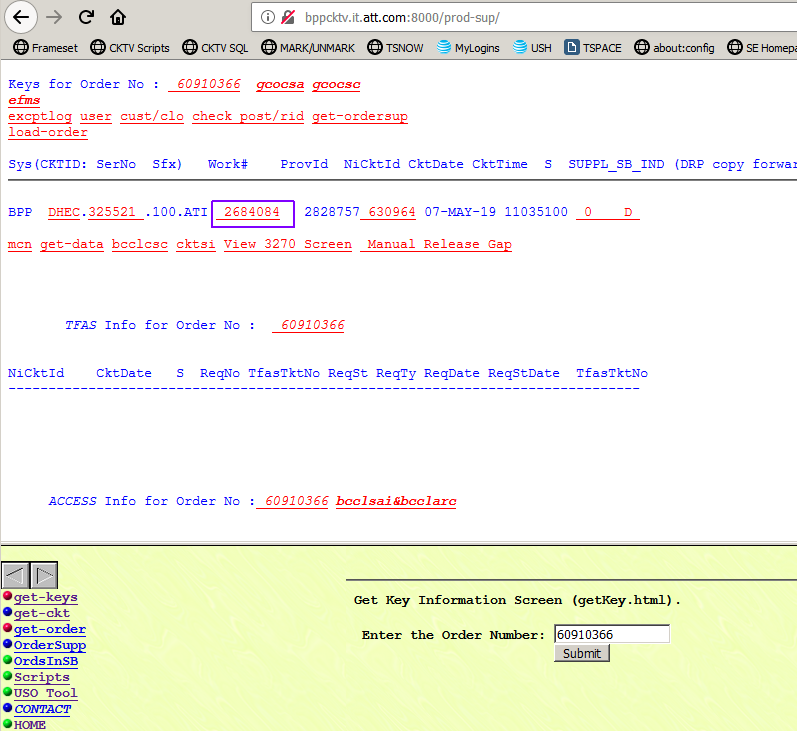 bppcktv.it.att.com:8000/prod-sup/
Frameset CKTV Scripts CKTV SQL MARK/UNMARK TSNOW MyLogins USH TSPACE about:config SE Homepa
Keys for Order No : 60910366 gcocsa gcocsc
efms
excptlog user cust/clo check post/rid get-ordersup
load-order
Sys(CKTID: SerNo Sfx) Work# ProvId NiCktId CktDate CktTime S SUPPL_SB_IND (DRP copy forwar
BPP DHEC.325521 .100.ATI 2684084 2828757 630964 07-MAY-19 11035100 0 D
mcn get-data bcclcsc cktsi View 3270 Screen Manual Release Gap
TFAS Info for Order No : 60910366
NiCktId CktDate S ReqNo TfasTktNo ReqSt ReqTy ReqDate ReqStDate TfasTktNo
--------------------------------------------------------------------------------
ACCESS Info for Order No : 60910366 bcclsai&bcclarc
get-keys
get-ckt
get-order
OrderSupp
OrdsInSB
Scripts
USO Tool
CONTACT
HOME
Get Key Information Screen (getKey.html).
Enter the Order Number: 60910366
Submit